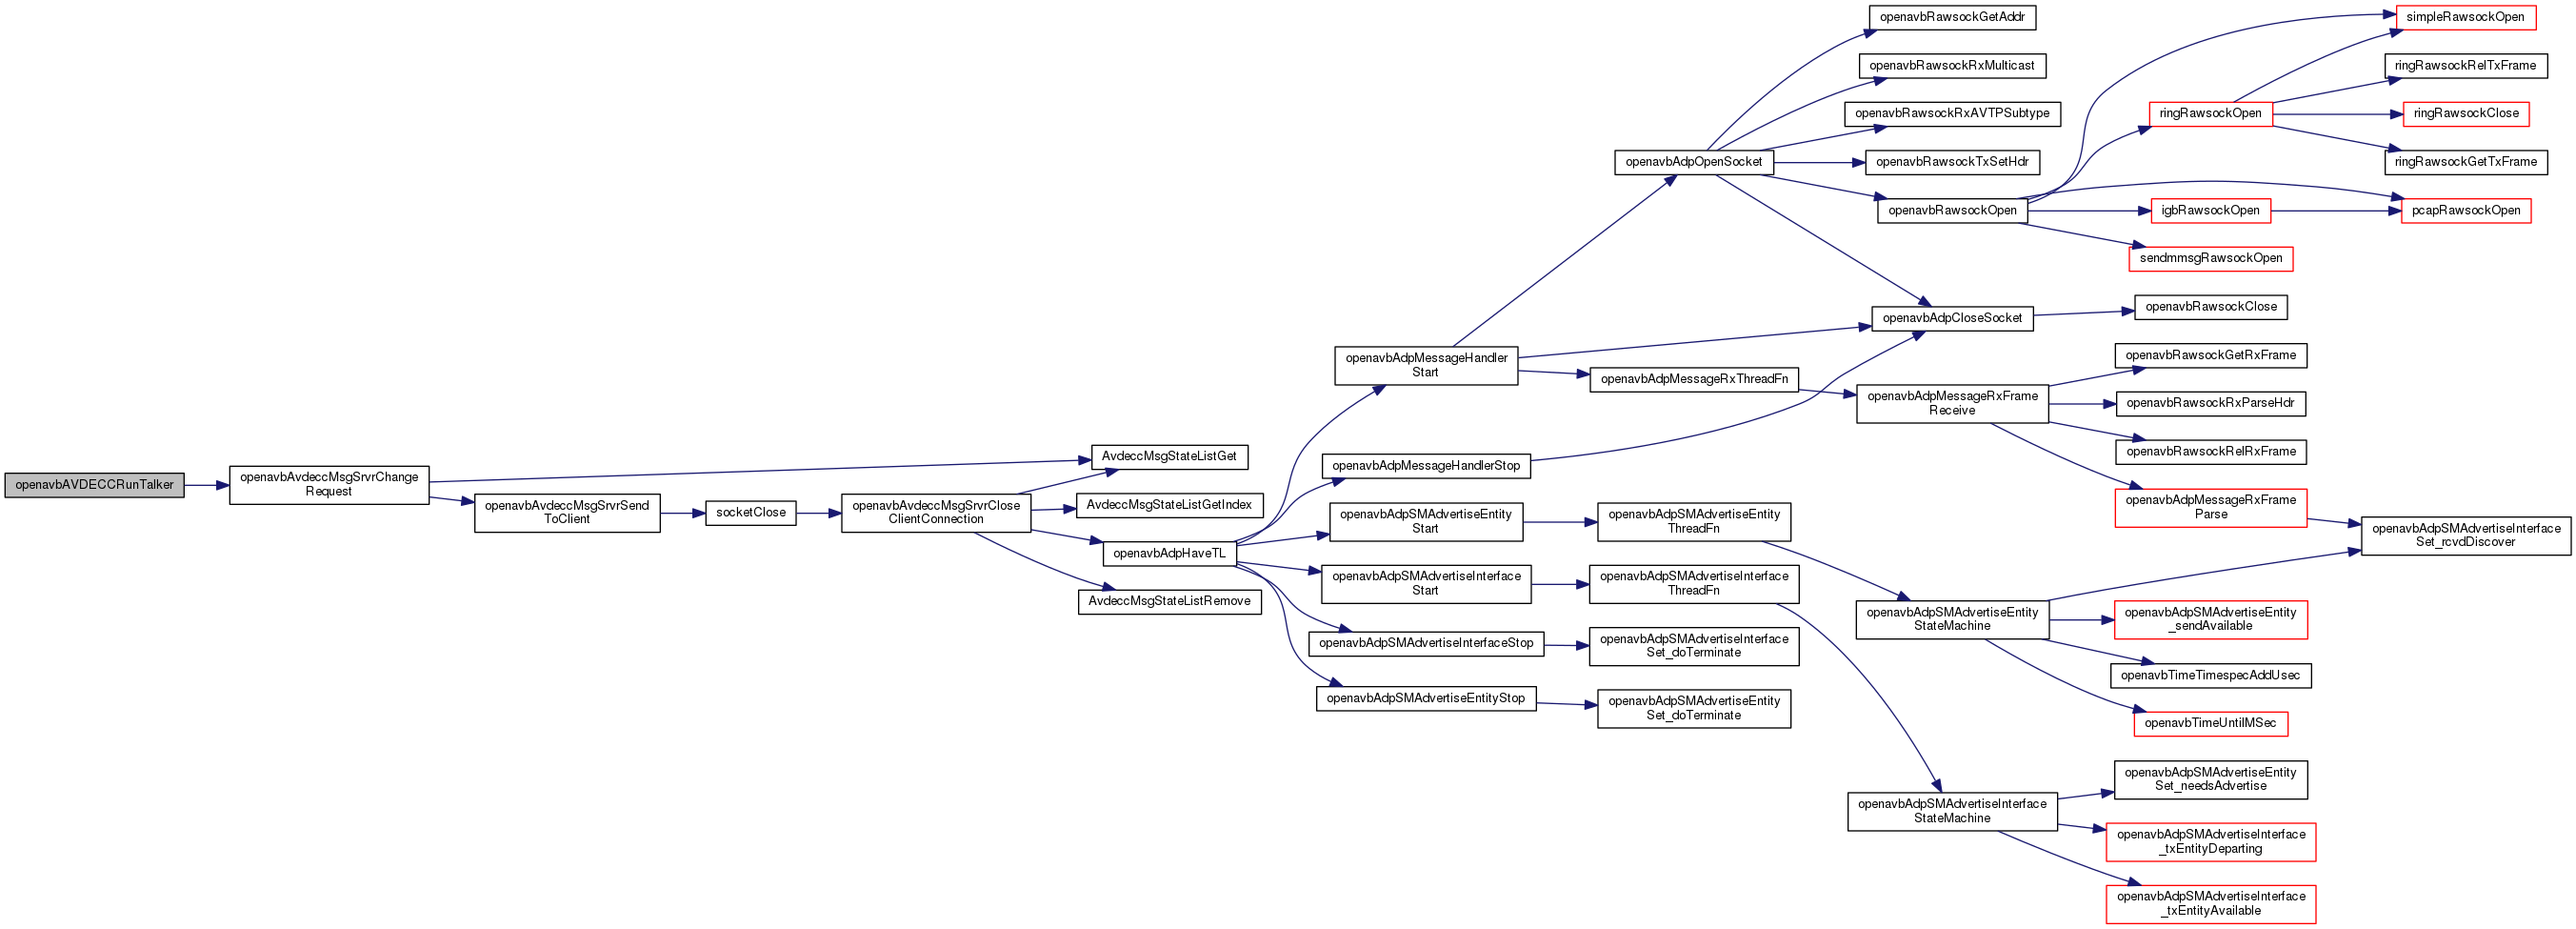 openavbAVDECCRunTalker
openavbAvdeccMsgSrvrChange
Request
AvdeccMsgStateListGet
openavbAvdeccMsgSrvrSend
ToClient
socketClose
openavbAvdeccMsgSrvrClose
ClientConnection
AvdeccMsgStateListGetIndex
openavbAdpHaveTL
AvdeccMsgStateListRemove
openavbAdpMessageHandler
Start
openavbAdpMessageHandlerStop
openavbAdpSMAdvertiseEntity
Start
openavbAdpSMAdvertiseInterface
Start
openavbAdpSMAdvertiseInterfaceStop
openavbAdpSMAdvertiseEntityStop
openavbAdpOpenSocket
openavbAdpMessageRxThreadFn
openavbAdpSMAdvertiseEntity
ThreadFn
openavbAdpSMAdvertiseInterface
ThreadFn
openavbAdpSMAdvertiseInterface
Set_doTerminate
openavbAdpSMAdvertiseEntity
Set_doTerminate
openavbRawsockGetAddr
openavbRawsockRxMulticast
openavbRawsockRxAVTPSubtype
openavbRawsockTxSetHdr
openavbRawsockOpen
openavbAdpCloseSocket
openavbAdpMessageRxFrame
Receive
openavbAdpSMAdvertiseEntity
StateMachine
openavbAdpSMAdvertiseInterface
StateMachine
ringRawsockOpen
igbRawsockOpen
sendmmsgRawsockOpen
openavbRawsockClose
openavbRawsockGetRxFrame
openavbRawsockRxParseHdr
openavbRawsockRelRxFrame
openavbAdpMessageRxFrame
Parse
openavbAdpSMAdvertiseEntity
_sendAvailable
openavbTimeTimespecAddUsec
openavbTimeUntilMSec
openavbAdpSMAdvertiseEntity
Set_needsAdvertise
openavbAdpSMAdvertiseInterface
_txEntityDeparting
openavbAdpSMAdvertiseInterface
_txEntityAvailable
simpleRawsockOpen
ringRawsockRelTxFrame
ringRawsockClose
ringRawsockGetTxFrame
pcapRawsockOpen
openavbAdpSMAdvertiseInterface
Set_rcvdDiscover